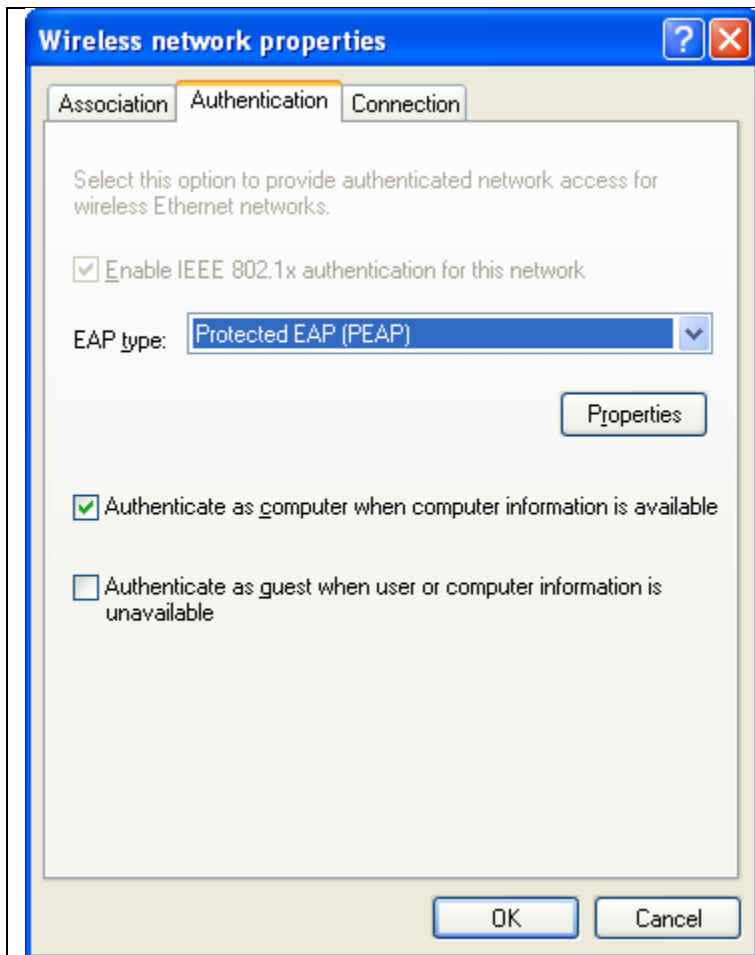 Wireless network properties
Association Authentication Connection
Select this option to provide authenticated network access for
wireless Ethernet networks.
Enable IEEE 802.1x authentication for this network
EAP type: Protected EAP (PEAP)
Properties
Authenticate as computer when computer information is available
Authenticate as guest when user or computer information is
unavailable
OK Cancel